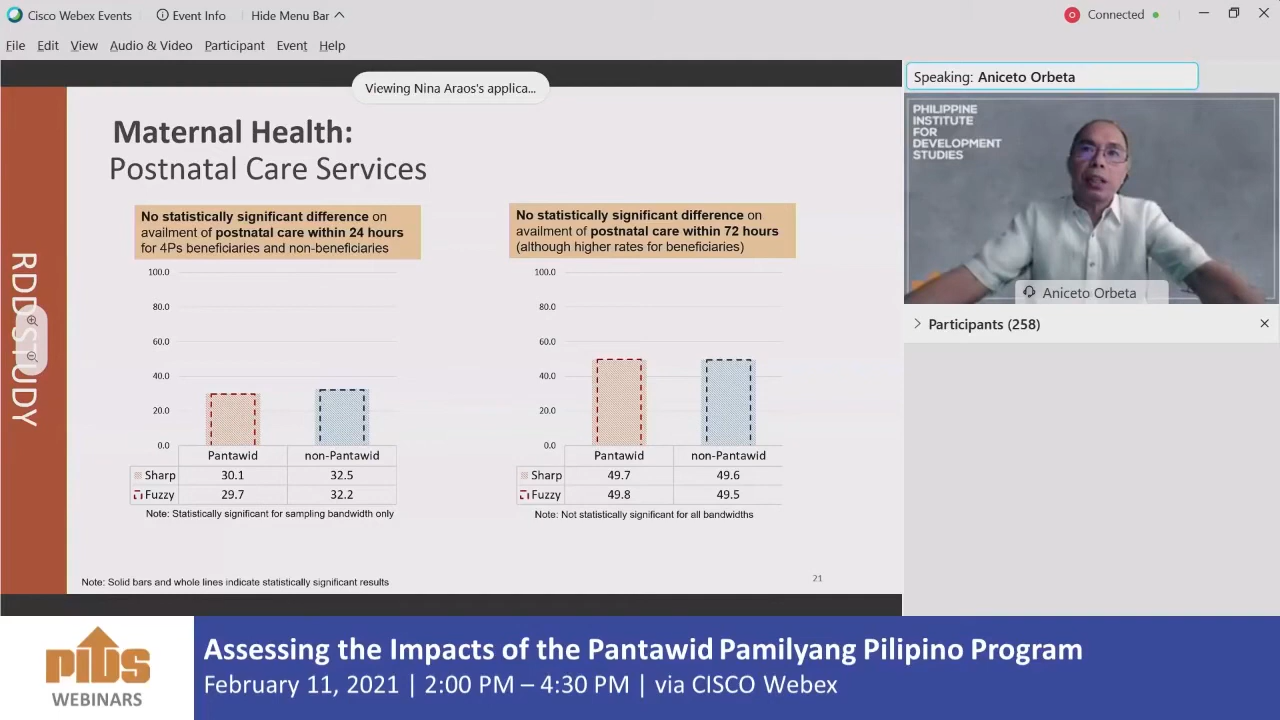 Cisco Webex Events
Event Info
Hide Menu Bar
Connected
File Edit View Audio & Video Participant Event Help
Viewing Nina Araos's applica...
Speaking: Aniceto Orbeta
PHILIPPINE
INSTITUTE
FOR
DEVELOPMENT
STUDIES
Aniceto Orbeta
Participants (258)
RDD STUDY
Maternal Health:
Postnatal Care Services
No statistically significant difference on
availment of postnatal care within 24 hours
for 4Ps beneficiaries and non-beneficiaries
100.0
80.0
60.0
40.0
20.0
0.0
Pantawid non-Pantawid
Sharp 30.1 32.5
Fuzzy 29.7 32.2
Note: Statistically significant for sampling bandwidth only
No statistically significant difference on
availment of postnatal care within 72 hours
(although higher rates for beneficiaries)
100.0
80.0
60.0
40.0
20.0
0.0
Pantawid non-Pantawid
Sharp 49.7 49.6
Fuzzy 49.8 49.5
Note: Not statistically significant for all bandwidths
Note: Solid bars and whole lines indicate statistically significant results
21
PIDS
WEBINARS
Assessing the Impacts of the Pantawid Pamilyang Pilipino Program
February 11, 2021 | 2:00 PM – 4:30 PM | via CISCO Webex